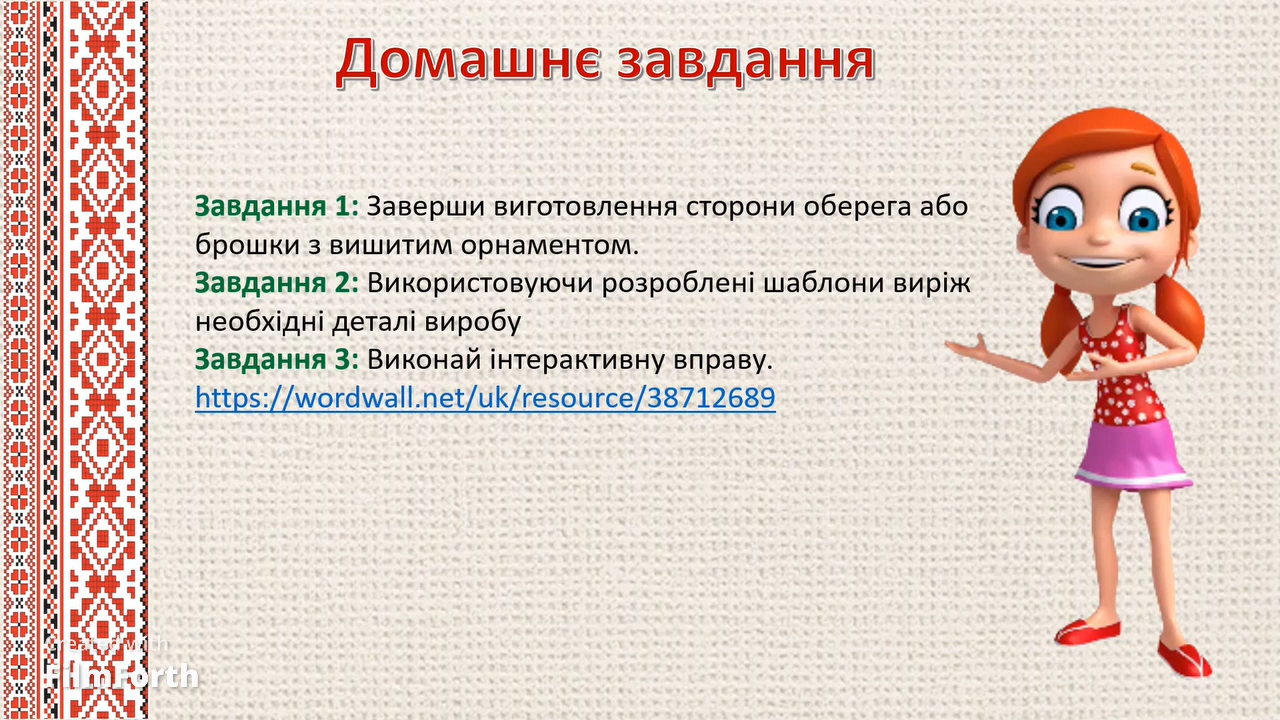 Домашнє завдання
Завдання 1: Заверши виготовлення сторони оберега або
брошки з вишитим орнаментом.
Завдання 2: Використовуючи розроблені шаблони виріж
необхідні деталі виробу
Завдання 3: Виконай інтерактивну вправу.
https://wordwall.net/uk/resource/38712689
Created with
FilmForth